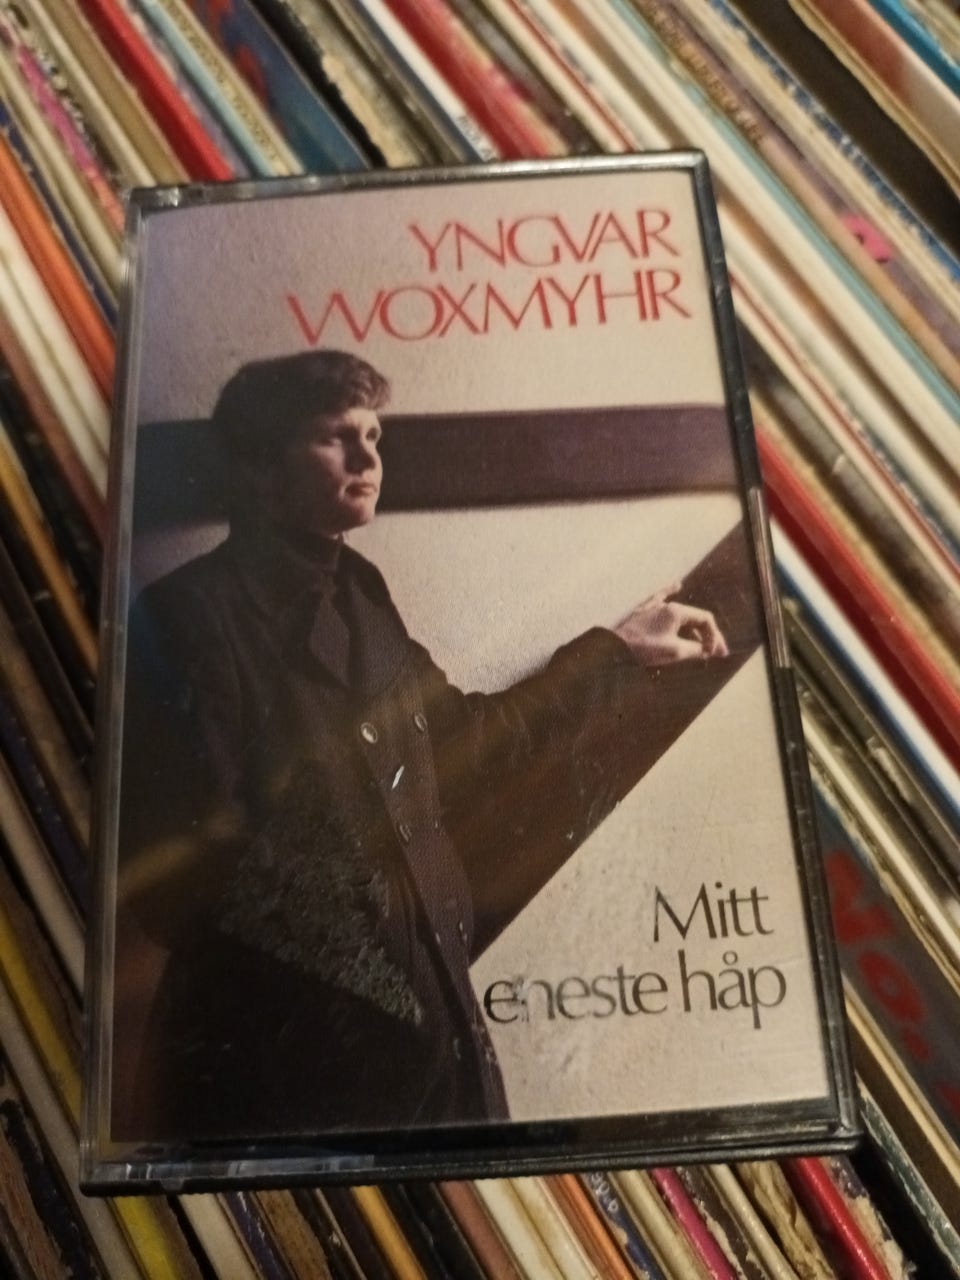 YNGVAR
WOXMYHR
Mitt
eneste håp